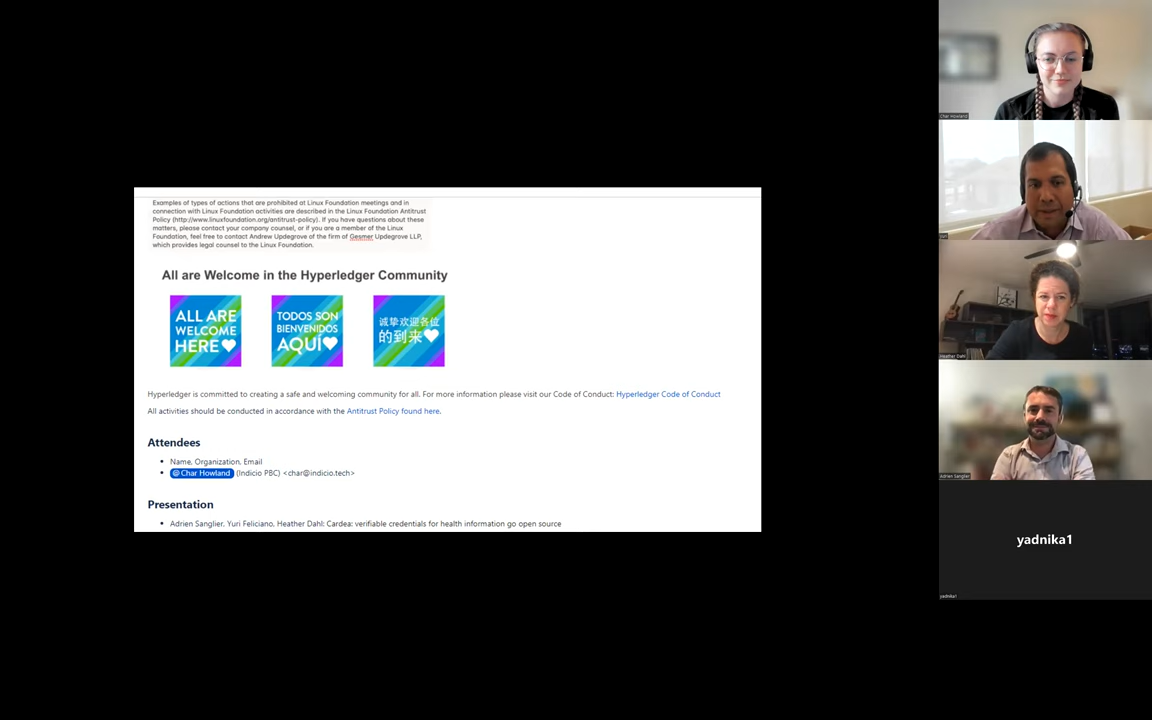 Examples of types of actions that are prohibited at Linux Foundation meetings and in
connection with Linux Foundation activities are described in the Linux Foundation Antitrust
Policy (http://www.linuxfoundation.org/antitrust-policy). If you have questions about these
matters, please contact your company counsel, or if you are a member of the Linux
Foundation, feel free to contact Andrew Updegrove of the firm of Gesmer Updegrove LLP,
which provides legal counsel to the Linux Foundation.
All are Welcome in the Hyperledger Community
ALL ARE
WELCOME
HERE
TODOS SON
BIENVENIDOS
AQUÍ
诚挚欢迎各位
的到来
Hyperledger is committed to creating a safe and welcoming community for all. For more information please visit our Code of Conduct: Hyperledger Code of Conduct
All activities should be conducted in accordance with the Antitrust Policy found here.
Attendees
Name, Organization, Email
@Char Howland (Indicio PBC) <char@indicio.tech>
Presentation
Adrien Sanglier, Yuri Feliciano, Heather Dahl: Cardea: verifiable credentials for health information go open source
Char Howland
Yuri
Heather Dahl
Adrien Sanglier
yadnika1
yadnika1